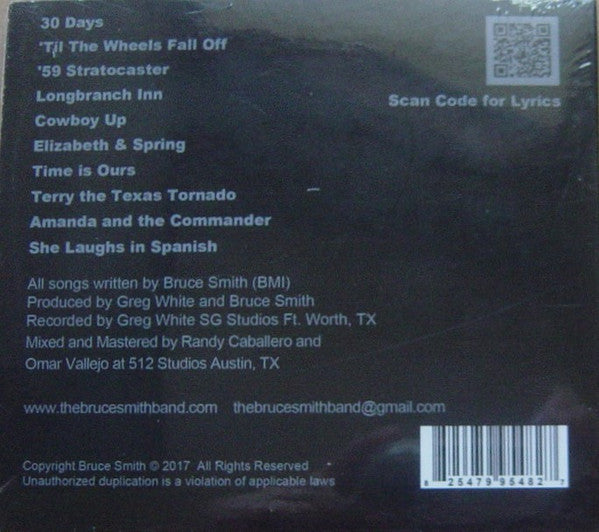 30 Days
'Til The Wheels Fall Off
'59 Stratocaster
Longbranch Inn
Cowboy Up
Elizabeth & Spring
Time is Ours
Terry the Texas Tornado
Amanda and the Commander
She Laughs in Spanish
Scan Code for Lyrics
All songs written by Bruce Smith (BMI)
Produced by Greg White and Bruce Smith
Recorded by Greg White SG Studios Ft. Worth, TX
Mixed and Mastered by Randy Caballero and
Omar Vallejo at 512 Studios Austin, TX
www.thebrucesmithband.com thebrucesmithband@gmail.com
Copyright Bruce Smith © 2017 All Rights Reserved
Unauthorized duplication is a violation of applicable laws
8 25479 95482 7